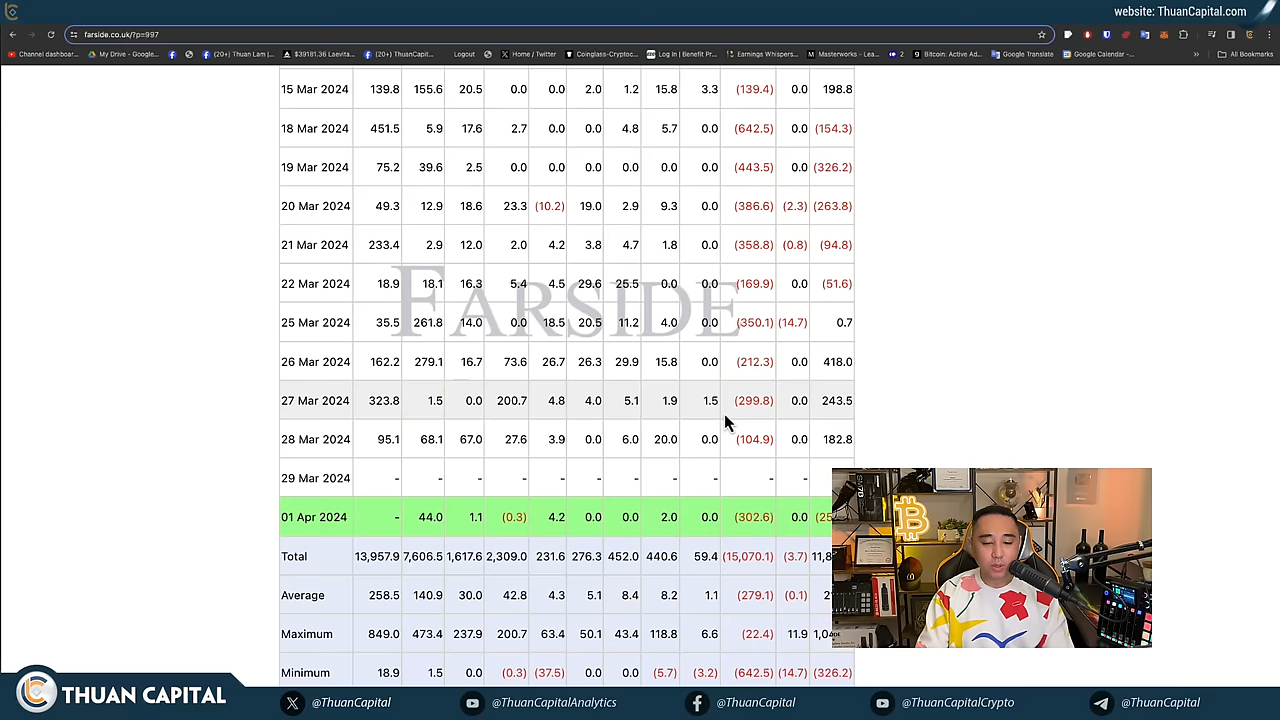 website: ThuanCapital.com
farside.co.uk/?p=997
Channel dashboar... My Drive - Google... (20+) Thuan Lam |... $39181.36 Laevita... (20+) ThuanCapit... Logout Home / Twitter Coinglass-Cryptoc... Log In | Benefit Pr... Earnings Whispers... Masterworks – Lea... 2 Bitcoin: Active Ad... Google Translate Google Calendar -... » All Bookmarks
15 Mar 2024 139.8 155.6 20.5 0.0 0.0 2.0 1.2 15.8 3.3 (139.4) 0.0 198.8
18 Mar 2024 451.5 5.9 17.6 2.7 0.0 0.0 4.8 5.7 0.0 (642.5) 0.0 (154.3)
19 Mar 2024 75.2 39.6 2.5 0.0 0.0 0.0 0.0 0.0 0.0 (443.5) 0.0 (326.2)
20 Mar 2024 49.3 12.9 18.6 23.3 (10.2) 19.0 2.9 9.3 0.0 (386.6) (2.3) (263.8)
21 Mar 2024 233.4 2.9 12.0 2.0 4.2 3.8 4.7 1.8 0.0 (358.8) (0.8) (94.8)
22 Mar 2024 18.9 18.1 16.3 5.4 4.5 29.6 25.5 0.0 0.0 (169.9) 0.0 (51.6)
FARSIDE
25 Mar 2024 35.5 261.8 14.0 0.0 18.5 20.5 11.2 4.0 0.0 (350.1) (14.7) 0.7
26 Mar 2024 162.2 279.1 16.7 73.6 26.7 26.3 29.9 15.8 0.0 (212.3) 0.0 418.0
27 Mar 2024 323.8 1.5 0.0 200.7 4.8 4.0 5.1 1.9 1.5 (299.8) 0.0 243.5
28 Mar 2024 95.1 68.1 67.0 27.6 3.9 0.0 6.0 20.0 0.0 (104.9) 0.0 182.8
29 Mar 2024 - - - - - - - - - - -
01 Apr 2024 - 44.0 1.1 (0.3) 4.2 0.0 0.0 2.0 0.0 (302.6) 0.0 (25
Total 13,957.9 7,606.5 1,617.6 2,309.0 231.6 276.3 452.0 440.6 59.4 (15,070.1) (3.7) 11,8
Average 258.5 140.9 30.0 42.8 4.3 5.1 8.4 8.2 1.1 (279.1) (0.1) 2
Maximum 849.0 473.4 237.9 200.7 63.4 50.1 43.4 118.8 6.6 (22.4) 11.9 1,0
Minimum 18.9 1.5 0.0 (0.3) (37.5) 0.0 0.0 (5.7) (3.2) (642.5) (14.7) (326.2)
THUAN CAPITAL @ThuanCapital @ThuanCapitalAnalytics @ThuanCapital @ThuanCapitalCrypto @ThuanCapital